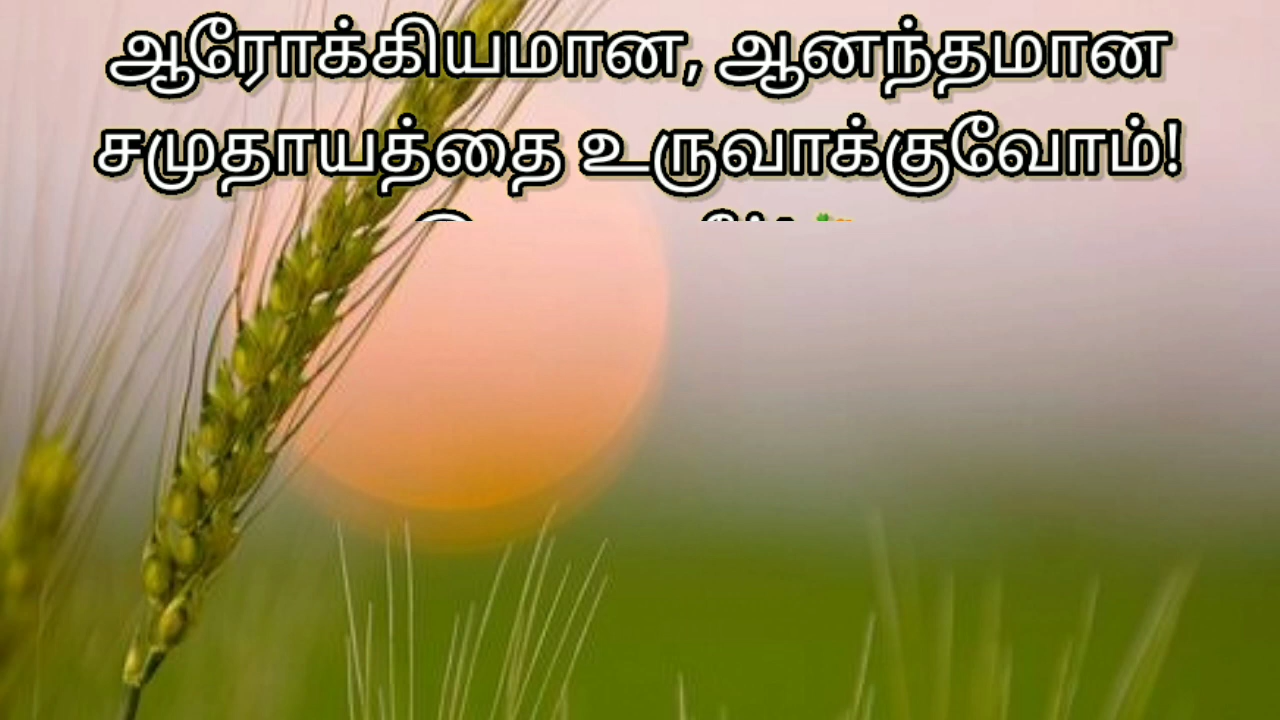 ஆரோக்கியமான, ஆனந்தமான
சமுதாயத்தை உருவாக்குவோம்!